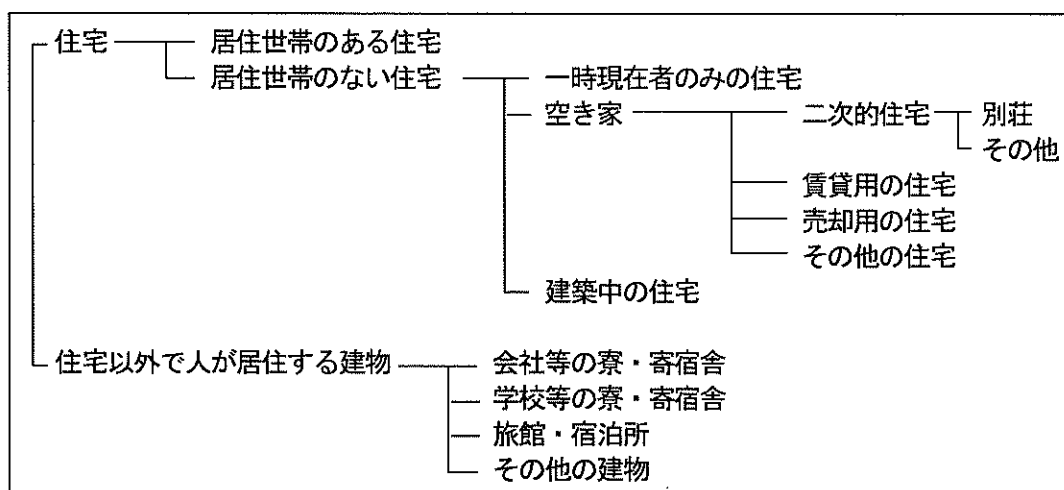 住宅 居住世帯のある住宅
居住世帯のない住宅 一時現在者のみの住宅
空き家 二次的住宅 別荘
その他
賃貸用の住宅
売却用の住宅
その他の住宅
建築中の住宅
住宅以外で人が居住する建物 会社等の寮・寄宿舎
学校等の寮・寄宿舎
旅館・宿泊所
その他の建物